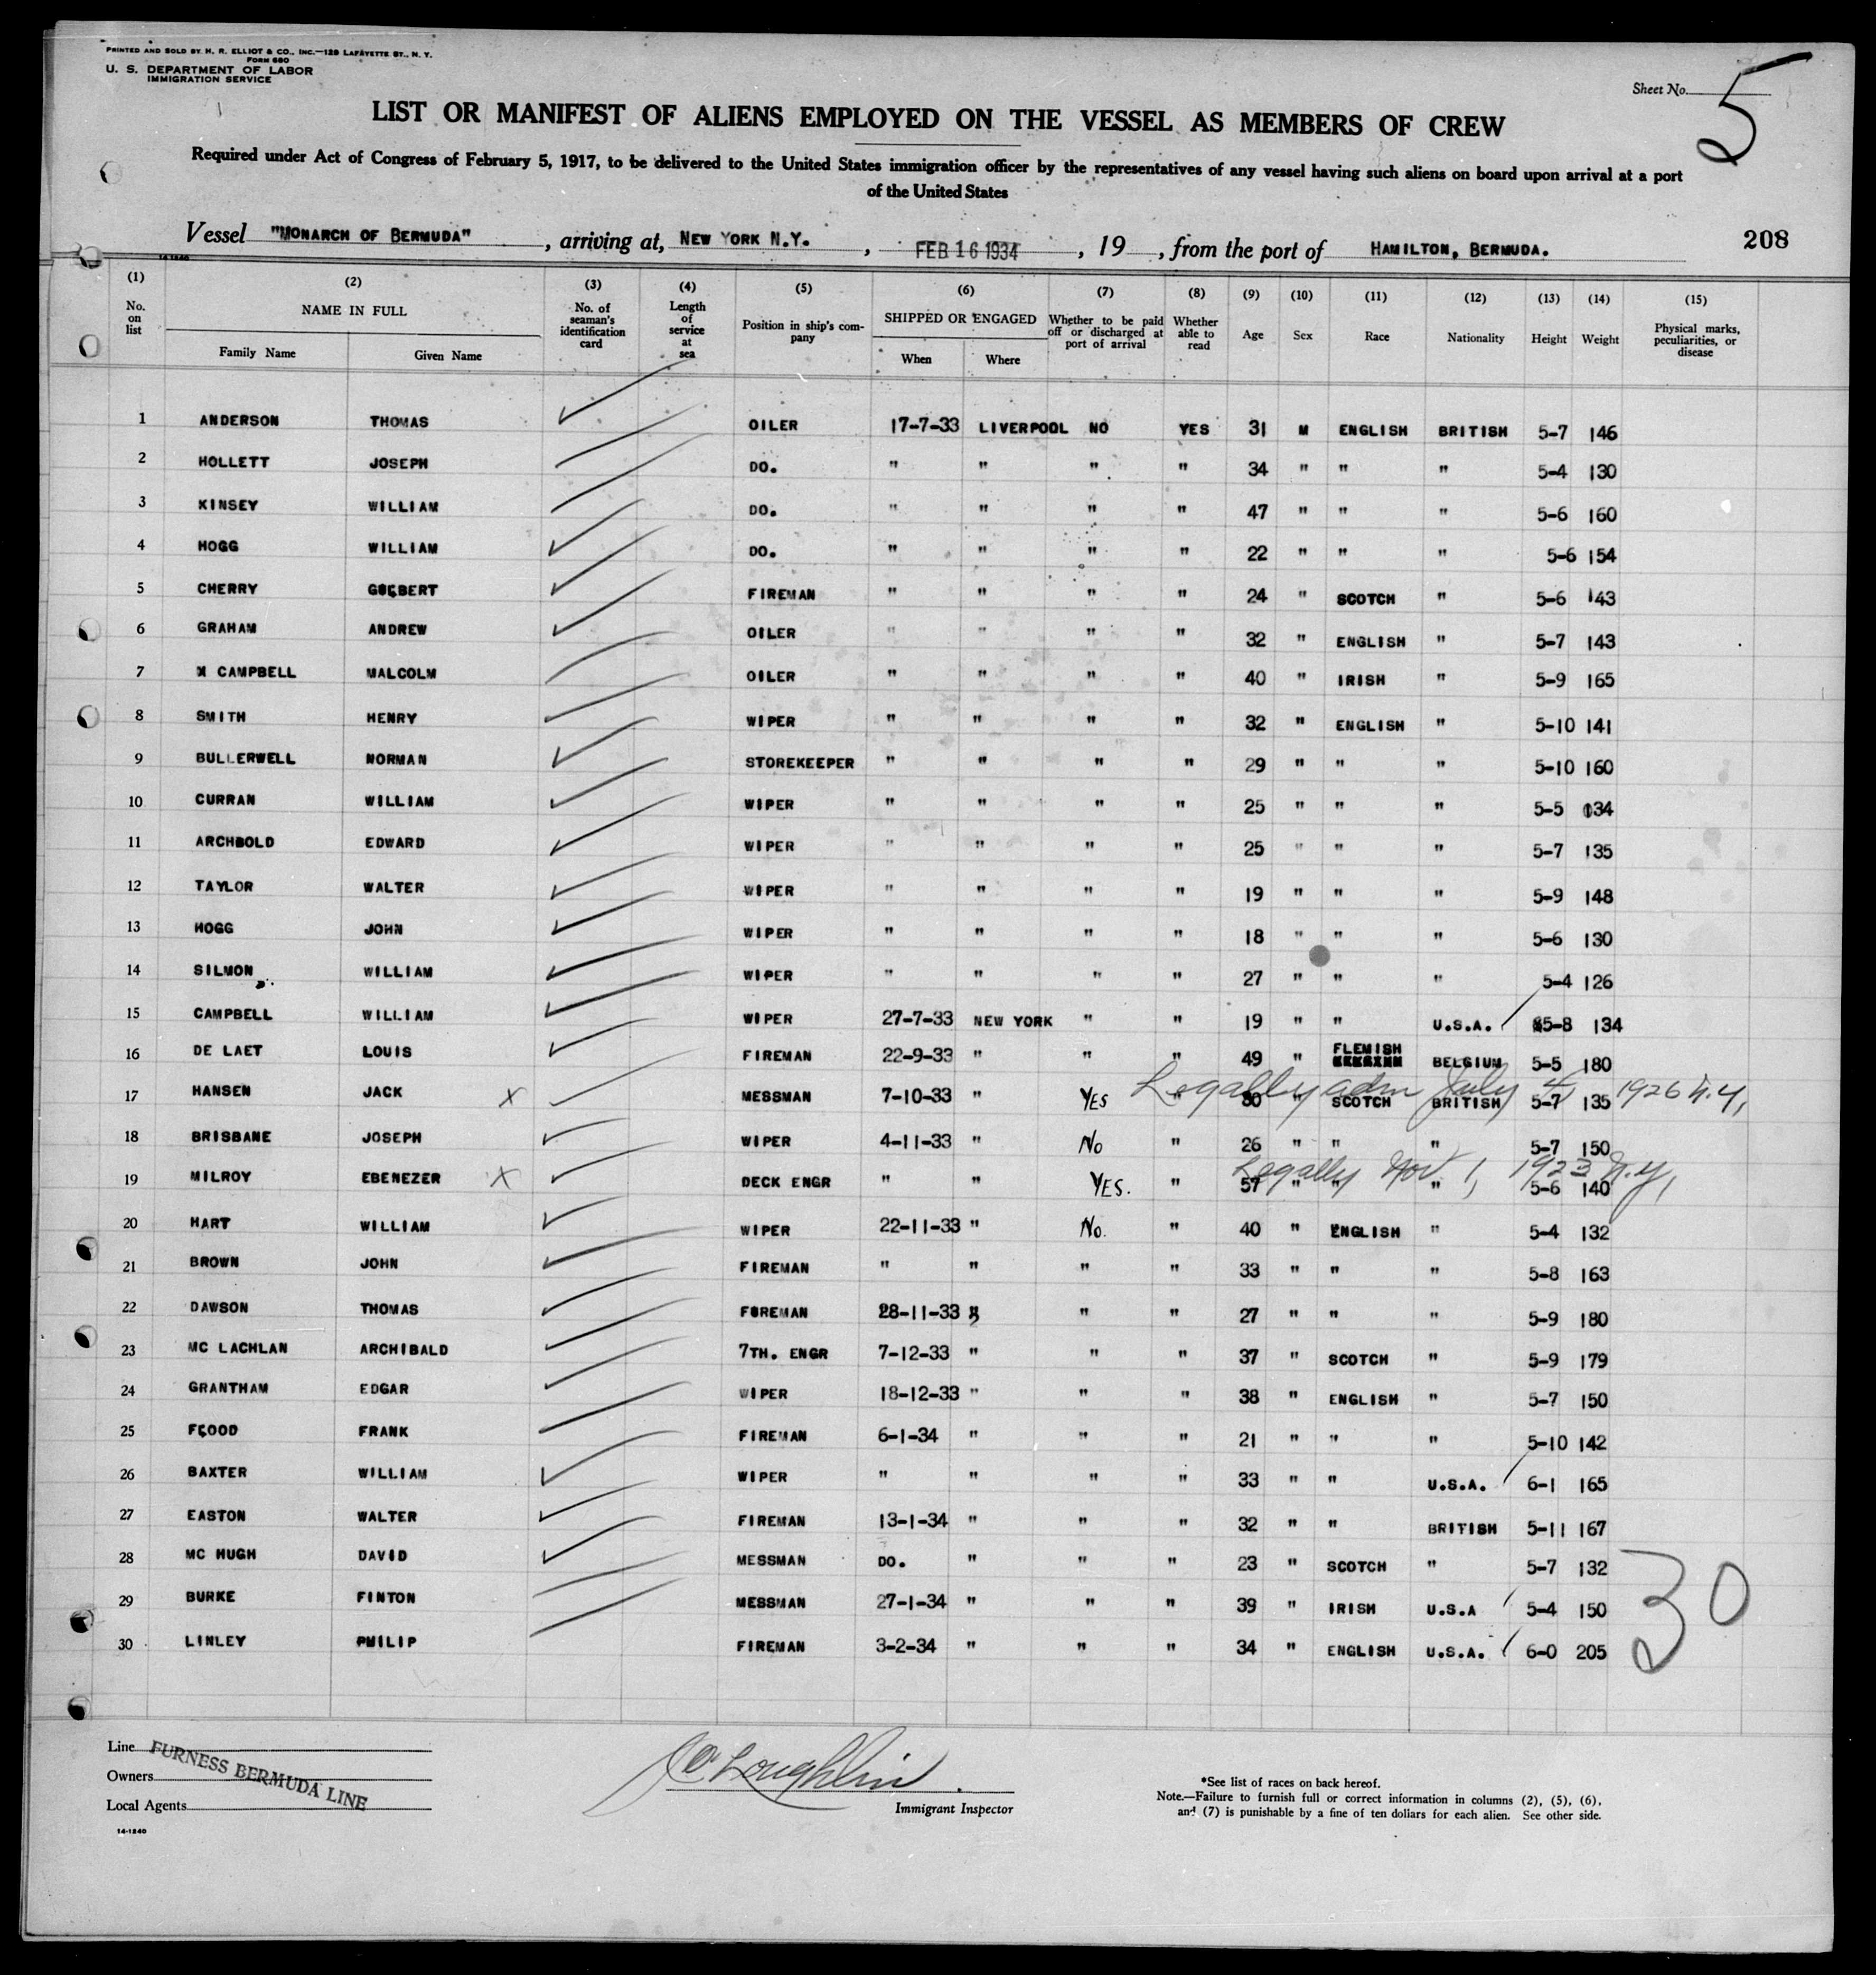 PRINTED AND SOLD BY H. R. ELLIOT & CO., INC.—129 LAFAYETTE ST., N. Y.
FORM 680
U. S. DEPARTMENT OF LABOR
IMMIGRATION SERVICE
Sheet No. 5
LIST OR MANIFEST OF ALIENS EMPLOYED ON THE VESSEL AS MEMBERS OF CREW
Required under Act of Congress of February 5, 1917, to be delivered to the United States immigration officer by the representatives of any vessel having such aliens on board upon arrival at a port
of the United States
Vessel "MONARCH OF BERMUDA", arriving at, NEW YORK N.Y., FEB 16 1934, 19, from the port of HAMILTON, BERMUDA. 208
14-1240
(1) No. on list (2) NAME IN FULL Family Name Given Name (3) No. of seaman's identification card (4) Length of service at sea (5) Position in ship's company (6) SHIPPED OR ENGAGED When Where (7) Whether to be paid off or discharged at port of arrival (8) Whether able to read (9) Age (10) Sex (11) Race (12) Nationality (13) Height (14) Weight (15) Physical marks, peculiarities, or disease
1 ANDERSON THOMAS OILER 17-7-33 LIVERPOOL NO YES 31 M ENGLISH BRITISH 5-7 146
2 HOLLETT JOSEPH DO. " " " " 34 " " " 5-4 130
3 KINSEY WILLIAM DO. " " " " 47 " " " 5-6 160
4 HOGG WILLIAM DO. " " " " 22 " " " 5-6 154
5 CHERRY FIREMAN " " " " 24 " SCOTCH " 5-6 143
6 GRAHAM ANDREW OILER " " " " 32 " ENGLISH " 5-7 143
7 M CAMPBELL MALCOLM OILER " " " " 40 " IRISH " 5-9 165
8 SMITH HENRY WIPER " " " " 32 " ENGLISH " 5-10 141
9 BULLERWELL NORMAN STOREKEEPER " " " " 29 " " " 5-10 160
10 CURRAN WILLIAM WIPER " " " " 25 " " " 5-5 134
11 ARCHBOLD EDWARD WIPER " " " " 25 " " " 5-7 135
12 TAYLOR WALTER WIPER " " " " 19 " " " 5-9 148
13 HOGG JOHN WIPER " " " " 18 " " " 5-6 130
14 SILMON WILLIAM WIPER " " " " 27 " " " 5-4 126
15 CAMPBELL WILLIAM WIPER 27-7-33 NEW YORK " " 19 " " U.S.A. 5-8 134
16 DE LAET LOUIS FIREMAN 22-9-33 " " " 49 " FLEMISH BELGIUM 5-5 180
Legally adm July 4, 1926 N.Y,
17 HANSEN JACK X MESSMAN 7-10-33 " YES " 30 " SCOTCH BRITISH 5-7 135
18 BRISBANE JOSEPH WIPER 4-11-33 " No " 26 " " " 5-7 150
Legally Nov. 1, 1923 N.Y,
19 MILROY EBENEZER X DECK ENGR " " YES. " 57 " " " 5-6 140
20 HART WILLIAM WIPER 22-11-33 " No. " 40 " ENGLISH " 5-4 132
21 BROWN JOHN FIREMAN " " " " 33 " " " 5-8 163
22 DAWSON THOMAS FOREMAN 28-11-33 " " " 27 " " " 5-9 180
23 MC LACHLAN ARCHIBALD 7TH. ENGR 7-12-33 " " " 37 " SCOTCH " 5-9 179
24 GRANTHAM EDGAR WIPER 18-12-33 " " " 38 " ENGLISH " 5-7 150
25 FLOOD FRANK FIREMAN 6-1-34 " " " 21 " " " 5-10 142
26 BAXTER WILLIAM WIPER " " " " 33 " " U.S.A. 6-1 165
27 EASTON WALTER FIREMAN 13-1-34 " " " 32 " " BRITISH 5-11 167
28 MC HUGH DAVID MESSMAN DO. " " " 23 " SCOTCH " 5-7 132
29 BURKE FINTON MESSMAN 27-1-34 " " " 39 " IRISH U.S.A 5-4 150
30 LINLEY PHILIP FIREMAN 3-2-34 " " " 34 " ENGLISH U.S.A. 6-0 205
30
Line
Owners
Local Agents
FURNESS BERMUDA LINE
14-1240
Loughlin
Immigrant Inspector
*See list of races on back hereof.
Note.—Failure to furnish full or correct information in columns (2), (5), (6),
and (7) is punishable by a fine of ten dollars for each alien. See other side.